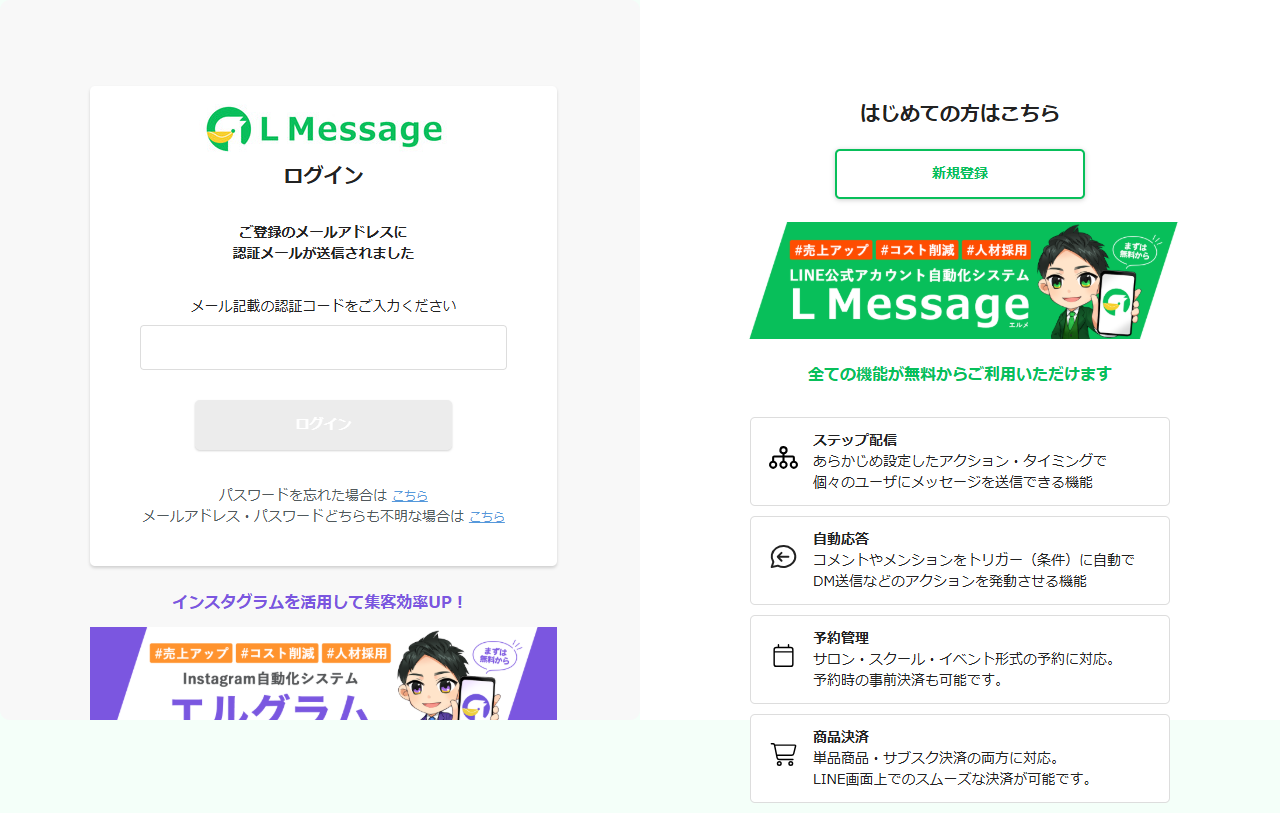 L Message
ログイン
ご登録のメールアドレスに
認証メールが送信されました
メール記載の認証コードをご入力ください
ログイン
パスワードを忘れた場合は こちら
メールアドレス・パスワードどちらも不明な場合は こちら
インスタグラムを活用して集客効率UP！
#売上アップ #コスト削減 #人材採用
まずは
無料から
Instagram自動化システム
エルグラム
はじめての方はこちら
新規登録
#売上アップ #コスト削減 #人材採用
まずは
無料から
LINE公式アカウント自動化システム
L Message
エルメ
全ての機能が無料からご利用いただけます
ステップ配信
あらかじめ設定したアクション・タイミングで
個々のユーザにメッセージを送信できる機能
自動応答
コメントやメンションをトリガー（条件）に自動で
DM送信などのアクションを発動させる機能
予約管理
サロン・スクール・イベント形式の予約に対応。
予約時の事前決済も可能です。
商品決済
単品商品・サブスク決済の両方に対応。
LINE画面上でのスムーズな決済が可能です。